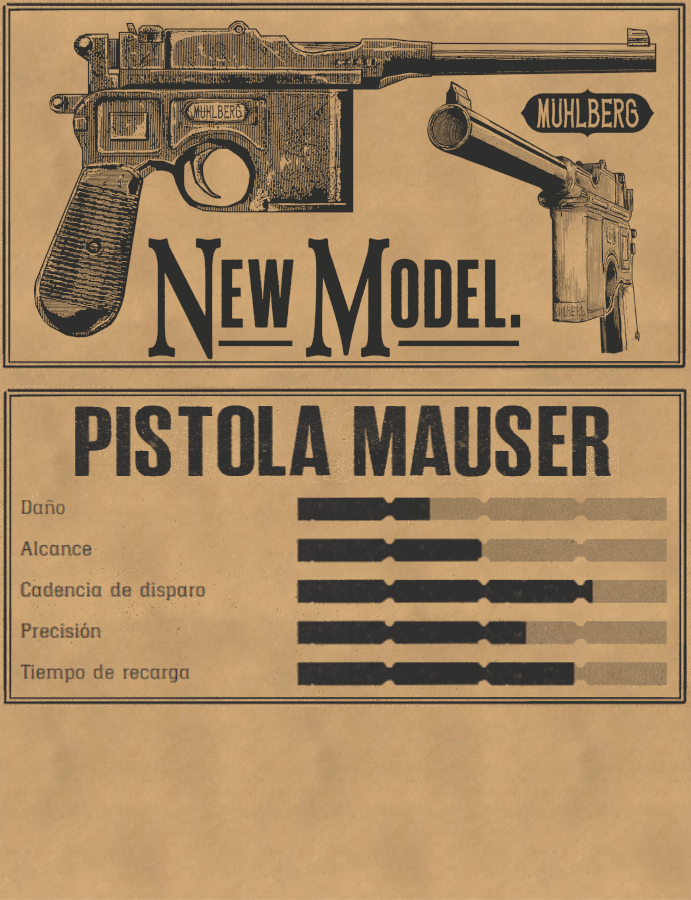 MÜHLBERG
MÜHLBERG
NEW MODEL.
PISTOLA MAUSER
Daño
Alcance
Cadencia de disparo
Precisión
Tiempo de recarga